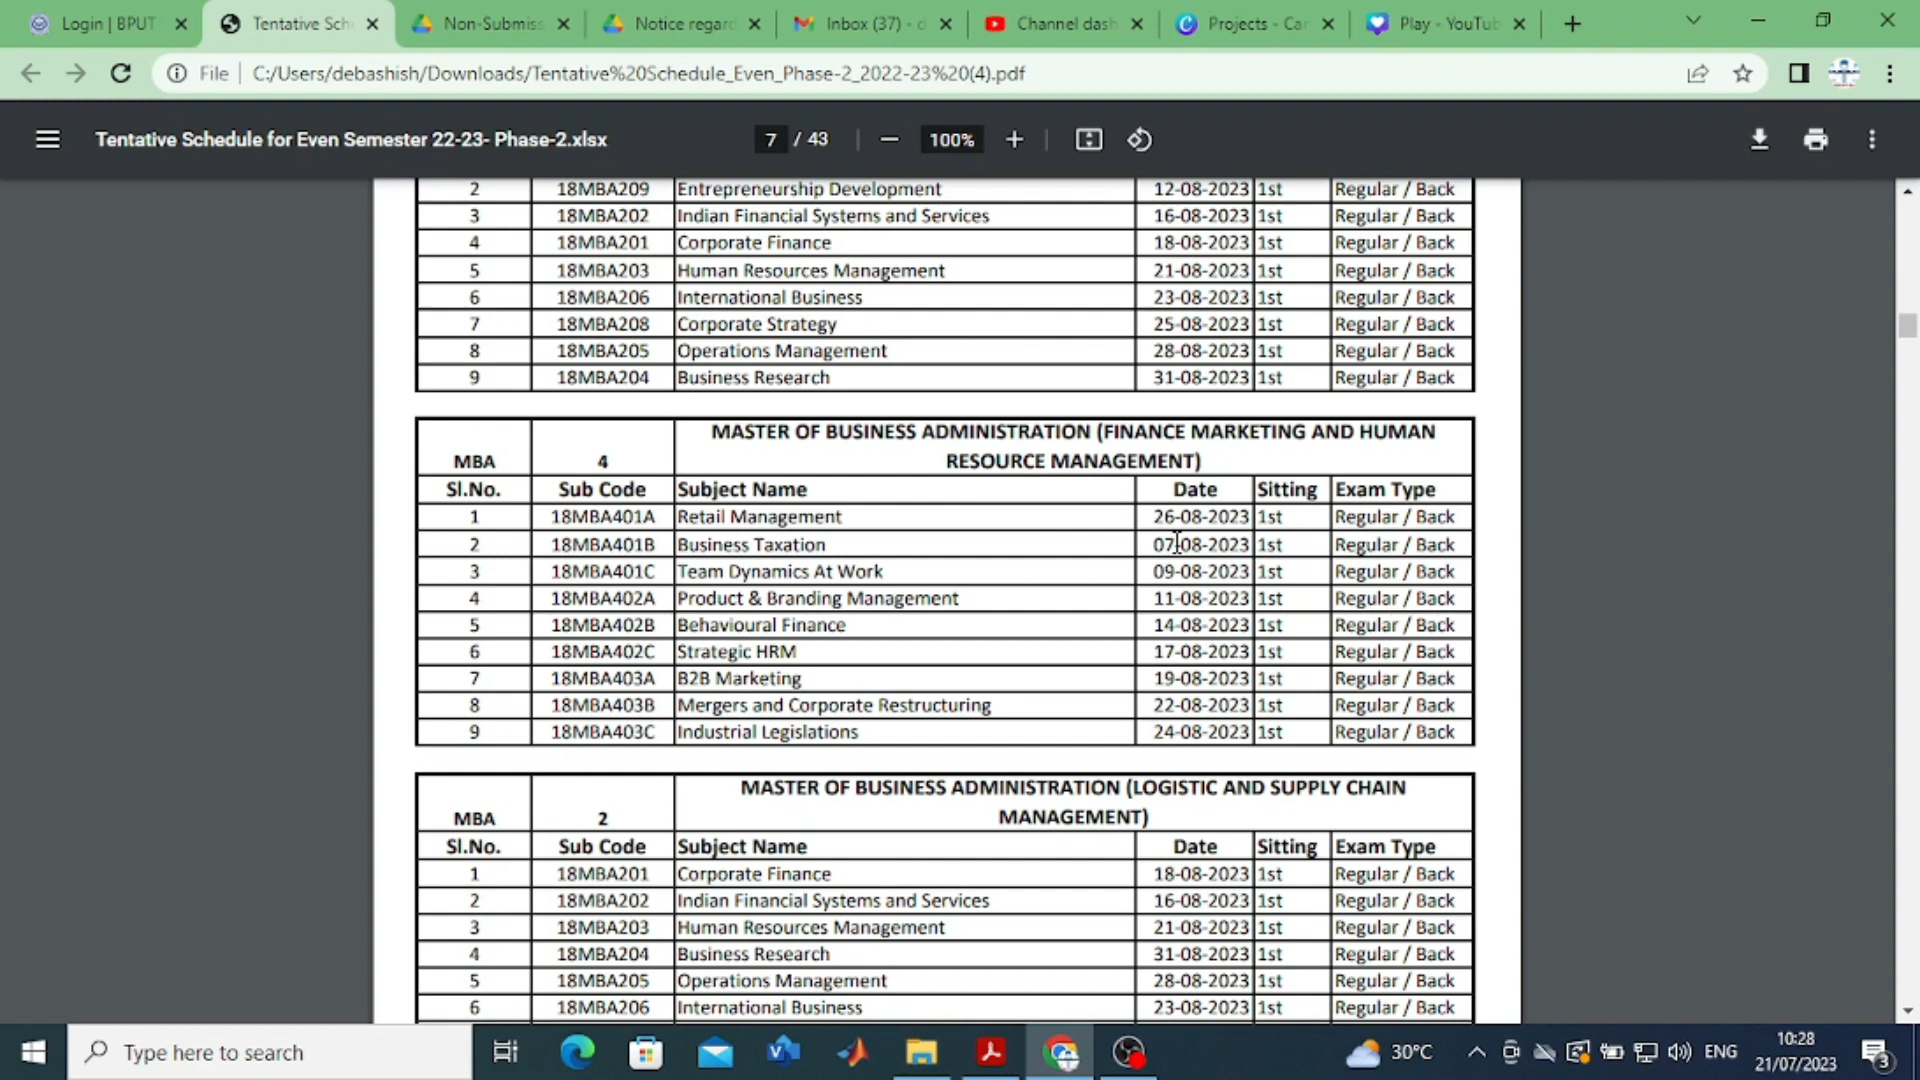 Login | BPUT
Tentative Sch
Non-Submiss
Notice regard
Inbox (37) - d
Channel dash
Projects - Can
Play - YouTub
File C:/Users/debashish/Downloads/Tentative%20Schedule_Even_Phase-2_2022-23%20(4).pdf
Tentative Schedule for Even Semester 22-23- Phase-2.xlsx 7 / 43 100%
2 18MBA209 Entrepreneurship Development 12-08-2023 1st Regular / Back
3 18MBA202 Indian Financial Systems and Services 16-08-2023 1st Regular / Back
4 18MBA201 Corporate Finance 18-08-2023 1st Regular / Back
5 18MBA203 Human Resources Management 21-08-2023 1st Regular / Back
6 18MBA206 International Business 23-08-2023 1st Regular / Back
7 18MBA208 Corporate Strategy 25-08-2023 1st Regular / Back
8 18MBA205 Operations Management 28-08-2023 1st Regular / Back
9 18MBA204 Business Research 31-08-2023 1st Regular / Back
MASTER OF BUSINESS ADMINISTRATION (FINANCE MARKETING AND HUMAN
MBA 4 RESOURCE MANAGEMENT)
Sl.No. Sub Code Subject Name Date Sitting Exam Type
1 18MBA401A Retail Management 26-08-2023 1st Regular / Back
2 18MBA401B Business Taxation 07-08-2023 1st Regular / Back
3 18MBA401C Team Dynamics At Work 09-08-2023 1st Regular / Back
4 18MBA402A Product & Branding Management 11-08-2023 1st Regular / Back
5 18MBA402B Behavioural Finance 14-08-2023 1st Regular / Back
6 18MBA402C Strategic HRM 17-08-2023 1st Regular / Back
7 18MBA403A B2B Marketing 19-08-2023 1st Regular / Back
8 18MBA403B Mergers and Corporate Restructuring 22-08-2023 1st Regular / Back
9 18MBA403C Industrial Legislations 24-08-2023 1st Regular / Back
MASTER OF BUSINESS ADMINISTRATION (LOGISTIC AND SUPPLY CHAIN
MBA 2 MANAGEMENT)
Sl.No. Sub Code Subject Name Date Sitting Exam Type
1 18MBA201 Corporate Finance 18-08-2023 1st Regular / Back
2 18MBA202 Indian Financial Systems and Services 16-08-2023 1st Regular / Back
3 18MBA203 Human Resources Management 21-08-2023 1st Regular / Back
4 18MBA204 Business Research 31-08-2023 1st Regular / Back
5 18MBA205 Operations Management 28-08-2023 1st Regular / Back
6 18MBA206 International Business 23-08-2023 1st Regular / Back
Type here to search 30°C ENG 10:28
21/07/2023 3